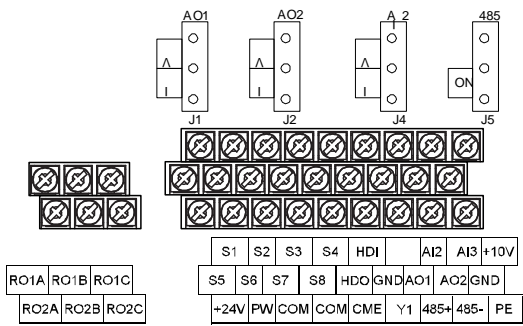 AO1 AO2 A 2 485
V V V
I I I ON
J1 J2 J4 J5
S1 S2 S3 S4 HDI AI2 AI3 +10V
RO1A RO1B RO1C S5 S6 S7 S8 HDO GND AO1 AO2 GND
RO2A RO2B RO2C +24V PW COM COM CME Y1 485+ 485- PE